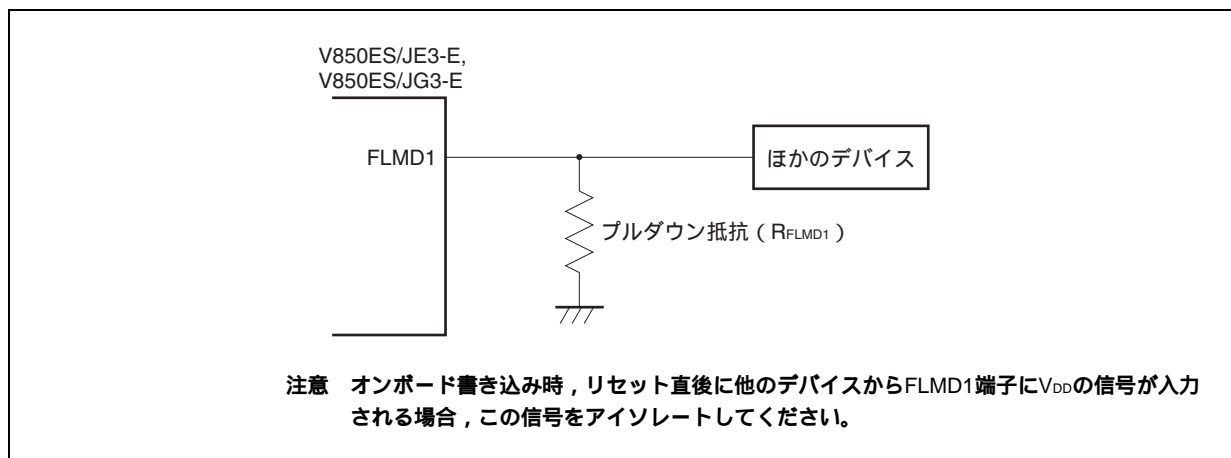 V850ES/JE3-E,
V850ES/JG3-E
FLMD1
ほかのデバイス
プルダウン抵抗（RFLMD1）
注意 オンボード書き込み時，リセット直後に他のデバイスからFLMD1端子にVDDの信号が入力
される場合，この信号をアイソレートしてください。